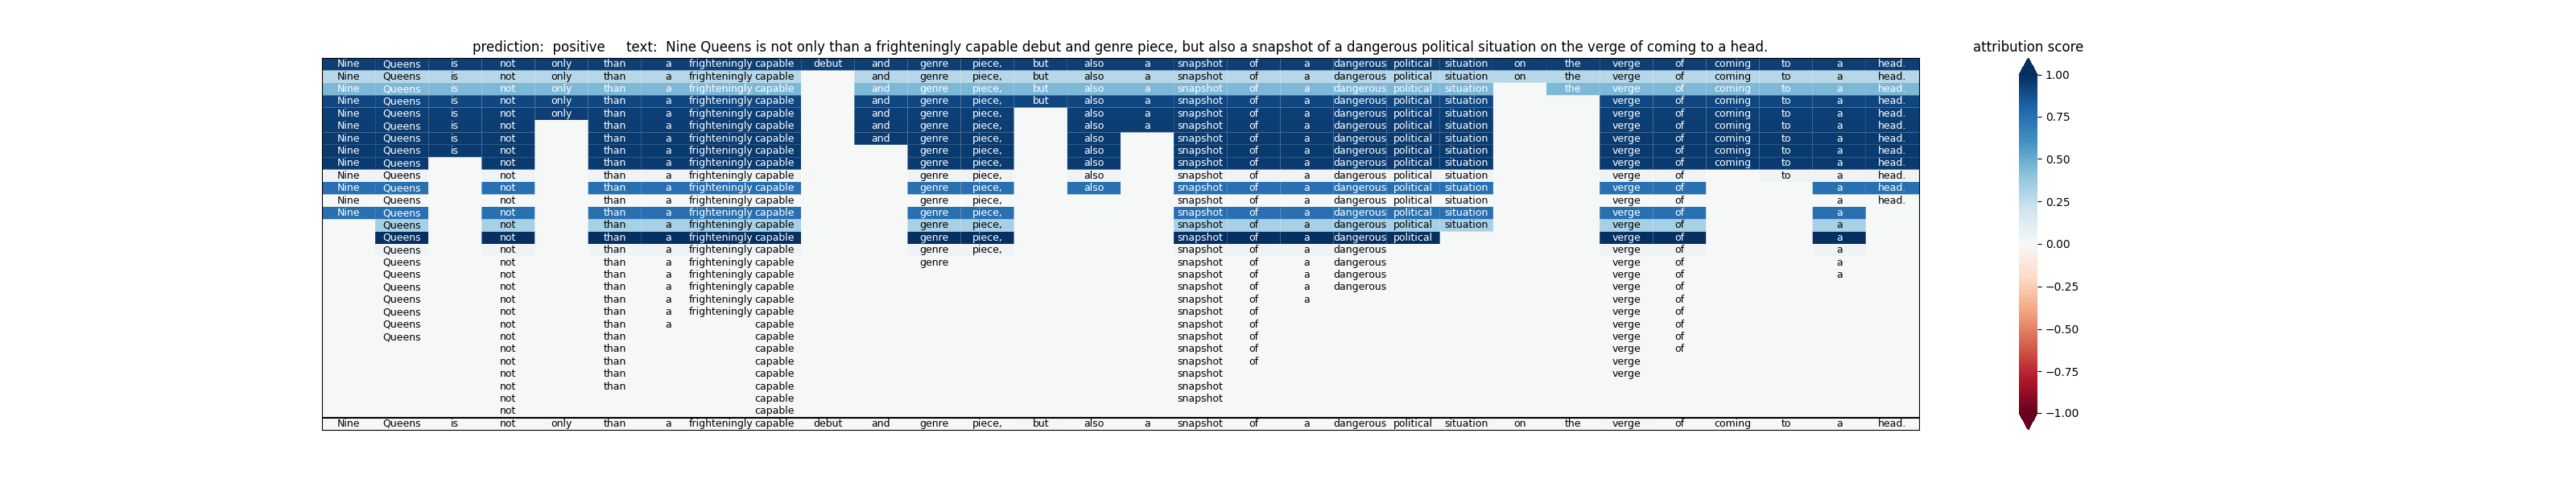 prediction: positive text: Nine Queens is not only than a frighteningly capable debut and genre piece, but also a snapshot of a dangerous political situation on the verge of coming to a head.
attribution score
Nine Queens is not only than a frighteningly capable debut and genre piece, but also a snapshot of a dangerous political situation on the verge of coming to a head.
Nine Queens is not only than a frighteningly capable and genre piece, but also a snapshot of a dangerous political situation on the verge of coming to a head.
Nine Queens is not only than a frighteningly capable and genre piece, but also a snapshot of a dangerous political situation the verge of coming to a head.
Nine Queens is not only than a frighteningly capable and genre piece, but also a snapshot of a dangerous political situation verge of coming to a head.
Nine Queens is not only than a frighteningly capable and genre piece, also a snapshot of a dangerous political situation verge of coming to a head.
Nine Queens is not than a frighteningly capable and genre piece, also a snapshot of a dangerous political situation verge of coming to a head.
Nine Queens is not than a frighteningly capable and genre piece, also snapshot of a dangerous political situation verge of coming to a head.
Nine Queens is not than a frighteningly capable genre piece, also snapshot of a dangerous political situation verge of coming to a head.
Nine Queens not than a frighteningly capable genre piece, also snapshot of a dangerous political situation verge of coming to a head.
Nine Queens not than a frighteningly capable genre piece, also snapshot of a dangerous political situation verge of to a head.
Nine Queens not than a frighteningly capable genre piece, also snapshot of a dangerous political situation verge of a head.
Nine Queens not than a frighteningly capable genre piece, snapshot of a dangerous political situation verge of a head.
Nine Queens not than a frighteningly capable genre piece, snapshot of a dangerous political situation verge of a
Queens not than a frighteningly capable genre piece, snapshot of a dangerous political situation verge of a
Queens not than a frighteningly capable genre piece, snapshot of a dangerous political verge of a
Queens not than a frighteningly capable genre piece, snapshot of a dangerous verge of a
Queens not than a frighteningly capable genre snapshot of a dangerous verge of a
Queens not than a frighteningly capable snapshot of a dangerous verge of a
Queens not than a frighteningly capable snapshot of a dangerous verge of
Queens not than a frighteningly capable snapshot of a verge of
Queens not than a frighteningly capable snapshot of verge of
Queens not than a capable snapshot of verge of
Queens not than capable snapshot of verge of
not than capable snapshot of verge of
not than capable snapshot of verge
not than capable snapshot verge
not than capable snapshot
not capable snapshot
not capable
Nine Queens is not only than a frighteningly capable debut and genre piece, but also a snapshot of a dangerous political situation on the verge of coming to a head.
1.00
0.75
0.50
0.25
0.00
−0.25
−0.50
−0.75
−1.00